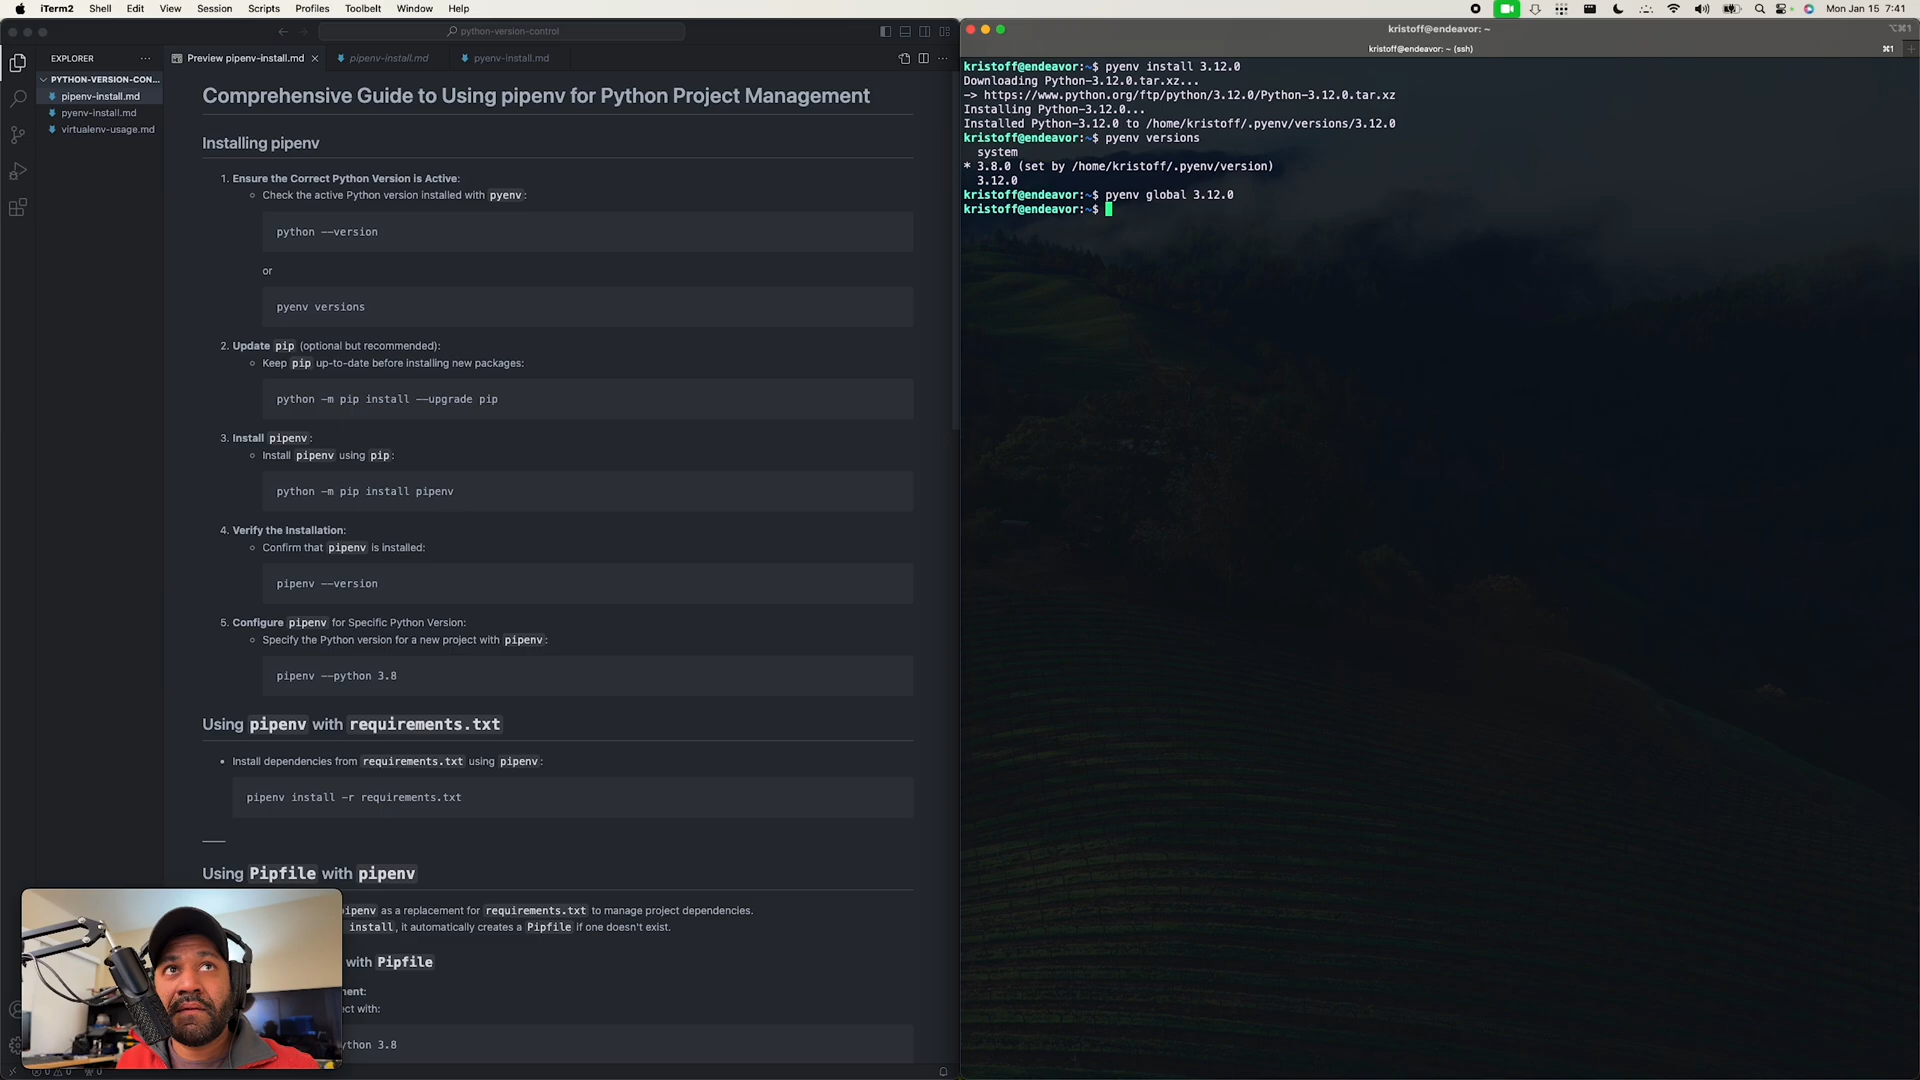 iTerm2 Shell Edit View Session Scripts Profiles Toolbelt Window Help
Mon Jan 15 7:41
python-version-control
EXPLORER
PYTHON-VERSION-CON...
pipenv-install.md
pyenv-install.md
virtualenv-usage.md
Preview pipenv-install.md
pipenv-install.md
pyenv-install.md
Comprehensive Guide to Using pipenv for Python Project Management
Installing pipenv
1. Ensure the Correct Python Version is Active:
Check the active Python version installed with pyenv:
python --version
or
pyenv versions
2. Update pip (optional but recommended):
Keep pip up-to-date before installing new packages:
python -m pip install --upgrade pip
3. Install pipenv:
Install pipenv using pip:
python -m pip install pipenv
4. Verify the Installation:
Confirm that pipenv is installed:
pipenv --version
5. Configure pipenv for Specific Python Version:
Specify the Python version for a new project with pipenv:
pipenv --python 3.8
Using pipenv with requirements.txt
Install dependencies from requirements.txt using pipenv:
pipenv install -r requirements.txt
Using Pipfile with pipenv
pipenv as a replacement for requirements.txt to manage project dependencies.
install, it automatically creates a Pipfile if one doesn't exist.
with Pipfile
nent:
ct with:
ython 3.8
0 0 0
kristoff@endeavor: ~
⌥⌘1
kristoff@endeavor: ~ (ssh)
⌘1
kristoff@endeavor:~$ pyenv install 3.12.0
Downloading Python-3.12.0.tar.xz...
-> https://www.python.org/ftp/python/3.12.0/Python-3.12.0.tar.xz
Installing Python-3.12.0...
Installed Python-3.12.0 to /home/kristoff/.pyenv/versions/3.12.0
kristoff@endeavor:~$ pyenv versions
system
* 3.8.0 (set by /home/kristoff/.pyenv/version)
3.12.0
kristoff@endeavor:~$ pyenv global 3.12.0
kristoff@endeavor:~$